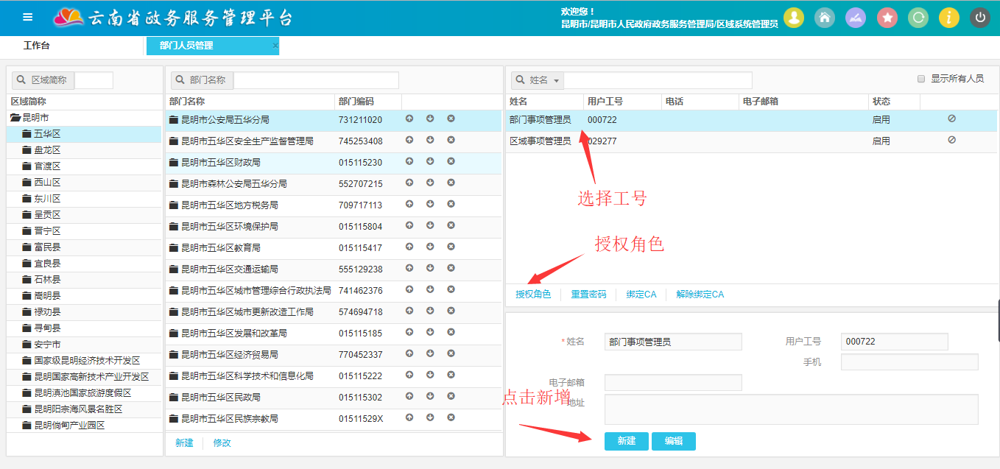 云南省政务服务管理平台
欢迎您！
昆明市/昆明市人民政府政务服务管理局/区域系统管理员
工作台
部门人员管理 ×
区域简称
区域简称
昆明市
五华区
盘龙区
官渡区
西山区
东川区
呈贡区
晋宁区
富民县
宜良县
石林县
嵩明县
禄劝县
寻甸县
安宁市
国家级昆明经济技术开发区
昆明国家高新技术产业开发区
昆明滇池国家旅游度假区
昆明阳宗海风景名胜区
昆明倘甸产业园区
部门名称
部门名称 部门编码
昆明市公安局五华分局 731211020
昆明市五华区安全生产监督管理局 745253408
昆明市五华区财政局 015115230
昆明市森林公安局五华分局 552707215
昆明市五华区地方税务局 709717113
昆明市五华区环境保护局 015115804
昆明市五华区教育局 015115417
昆明市五华区交通运输局 555129238
昆明市五华区城市管理综合行政执法局 741462376
昆明市五华区城市更新改造工作局 574694718
昆明市五华区发展和改革局 015115185
昆明市五华区经济贸易局 770452337
昆明市五华区科学技术和信息化局 015115222
昆明市五华区民政局 015115302
昆明市五华区民族宗教局 01511529X
新建 修改
姓名 显示所有人员
姓名 用户工号 电话 电子邮箱 状态
部门事项管理员 000722 启用
区域事项管理员 029277 启用
选择工号
授权角色
授权角色 重置密码 绑定CA 解除绑定CA
*姓名 部门事项管理员 用户工号 000722
手机
电子邮箱
点击新增
地址
新建 编辑